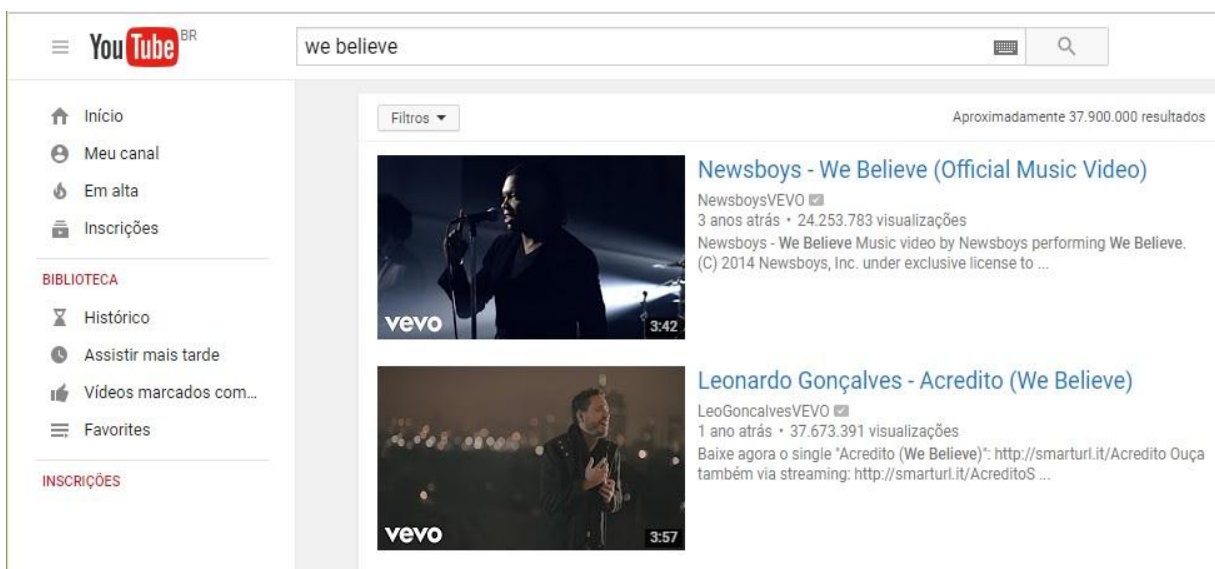 YouTube BR
we believe
Início
Meu canal
Em alta
Inscrições
BIBLIOTECA
Histórico
Assistir mais tarde
Vídeos marcados com...
Favorites
INSCRIÇÕES
Filtros
Aproximadamente 37.900.000 resultados
vevo
3:42
Newsboys - We Believe (Official Music Video)
NewsboysVEVO
3 anos atrás • 24.253.783 visualizações
Newsboys - We Believe Music video by Newsboys performing We Believe.
(C) 2014 Newsboys, Inc. under exclusive license to ...
vevo
3:57
Leonardo Gonçalves - Acredito (We Believe)
LeoGoncalvesVEVO
1 ano atrás • 37.673.391 visualizações
Baixe agora o single "Acredito (We Believe)": http://smarturl.it/Acredito Ouça
também via streaming: http://smarturl.it/AcreditoS ...